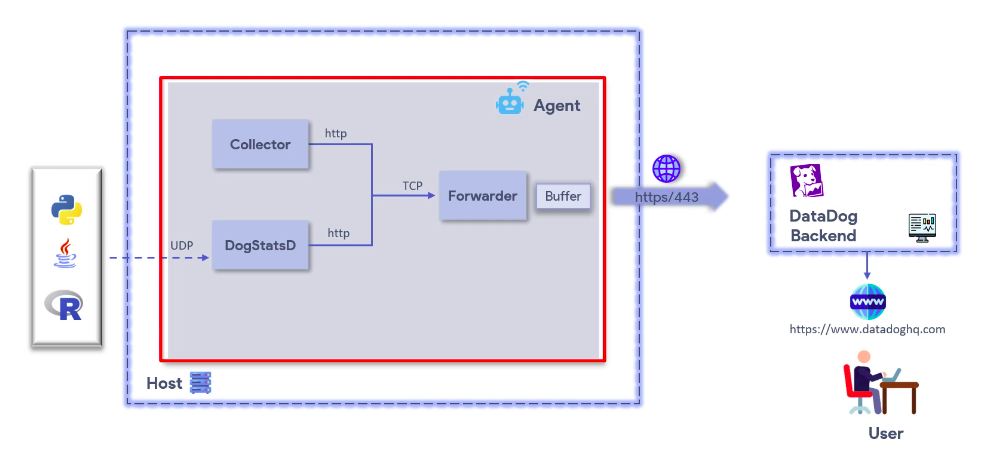 Agent
Collector
http
TCP
Forwarder
Buffer
https/443
UDP
DogStatsD
http
Host
DataDog
Backend
www
https://www.datadoghq.com
User
R